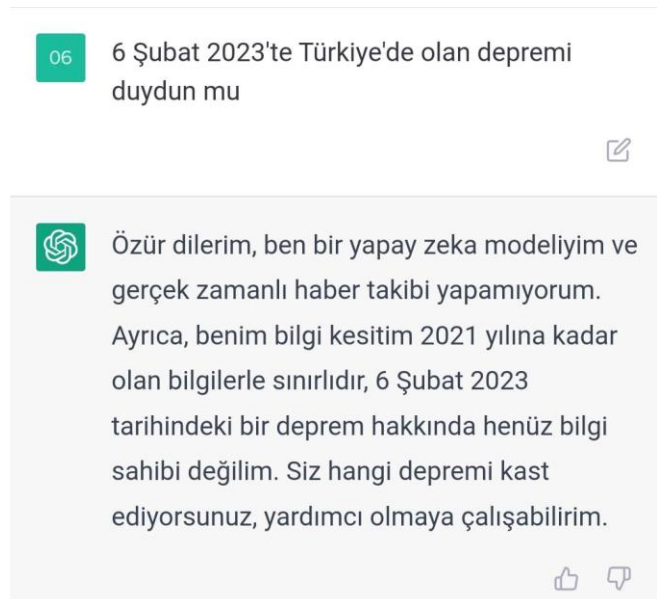 06
6 Şubat 2023'te Türkiye'de olan depremi
duydun mu
Özür dilerim, ben bir yapay zeka modeliyim ve
gerçek zamanlı haber takibi yapamıyorum.
Ayrıca, benim bilgi kesitim 2021 yılına kadar
olan bilgilerle sınırlıdır, 6 Şubat 2023
tarihindeki bir deprem hakkında henüz bilgi
sahibi değilim. Siz hangi depremi kast
ediyorsunuz, yardımcı olmaya çalışabilirim.